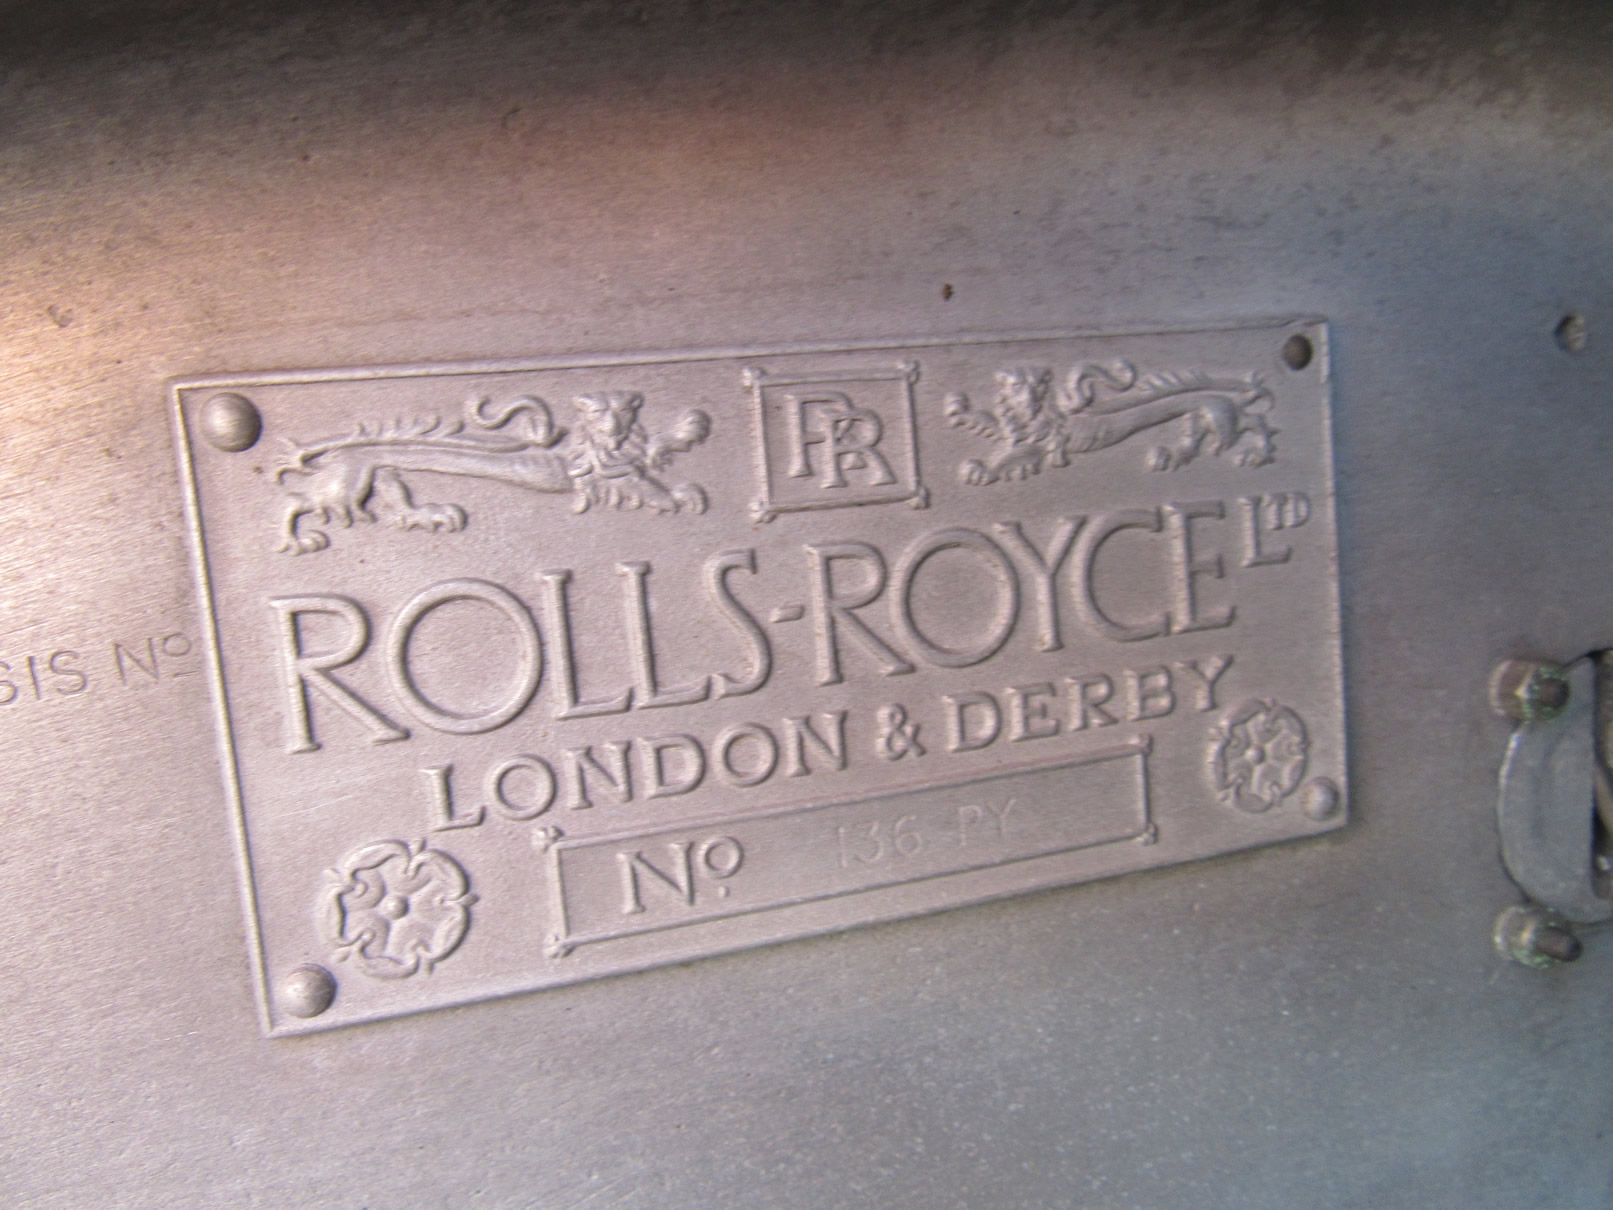 RR
ROLLS-ROYCE LTD
LONDON & DERBY
SIS No
No 136 PY